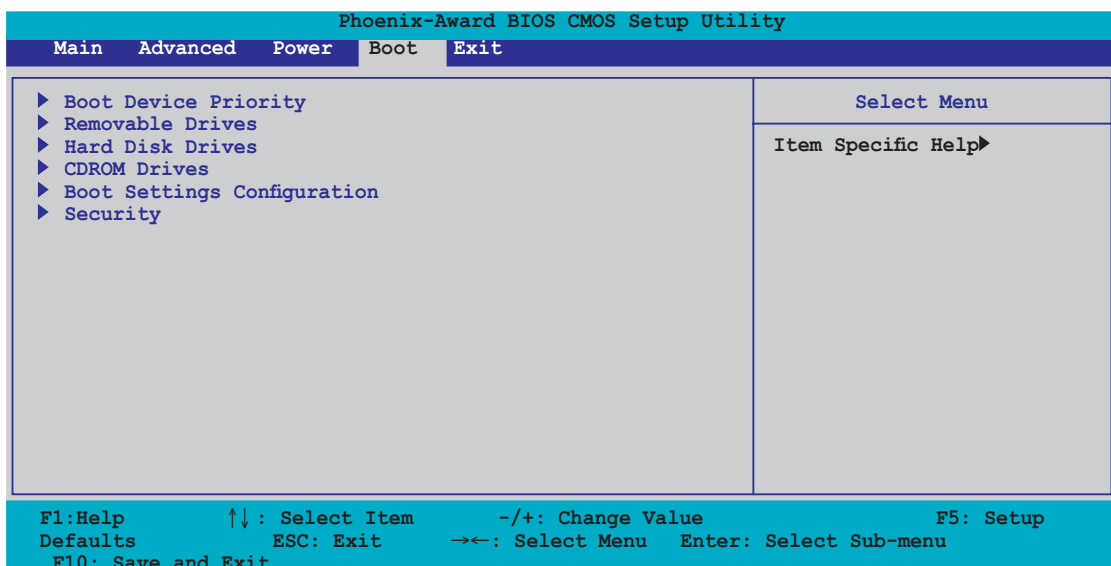 Phoenix-Award BIOS CMOS Setup Utility
Main Advanced Power Boot Exit
Boot Device Priority
Removable Drives
Hard Disk Drives
CDROM Drives
Boot Settings Configuration
Security
Select Menu
Item Specific Help
F1:Help ↑↓: Select Item -/+: Change Value F5: Setup
Defaults ESC: Exit →←: Select Menu Enter: Select Sub-menu
F10: Save and Exit